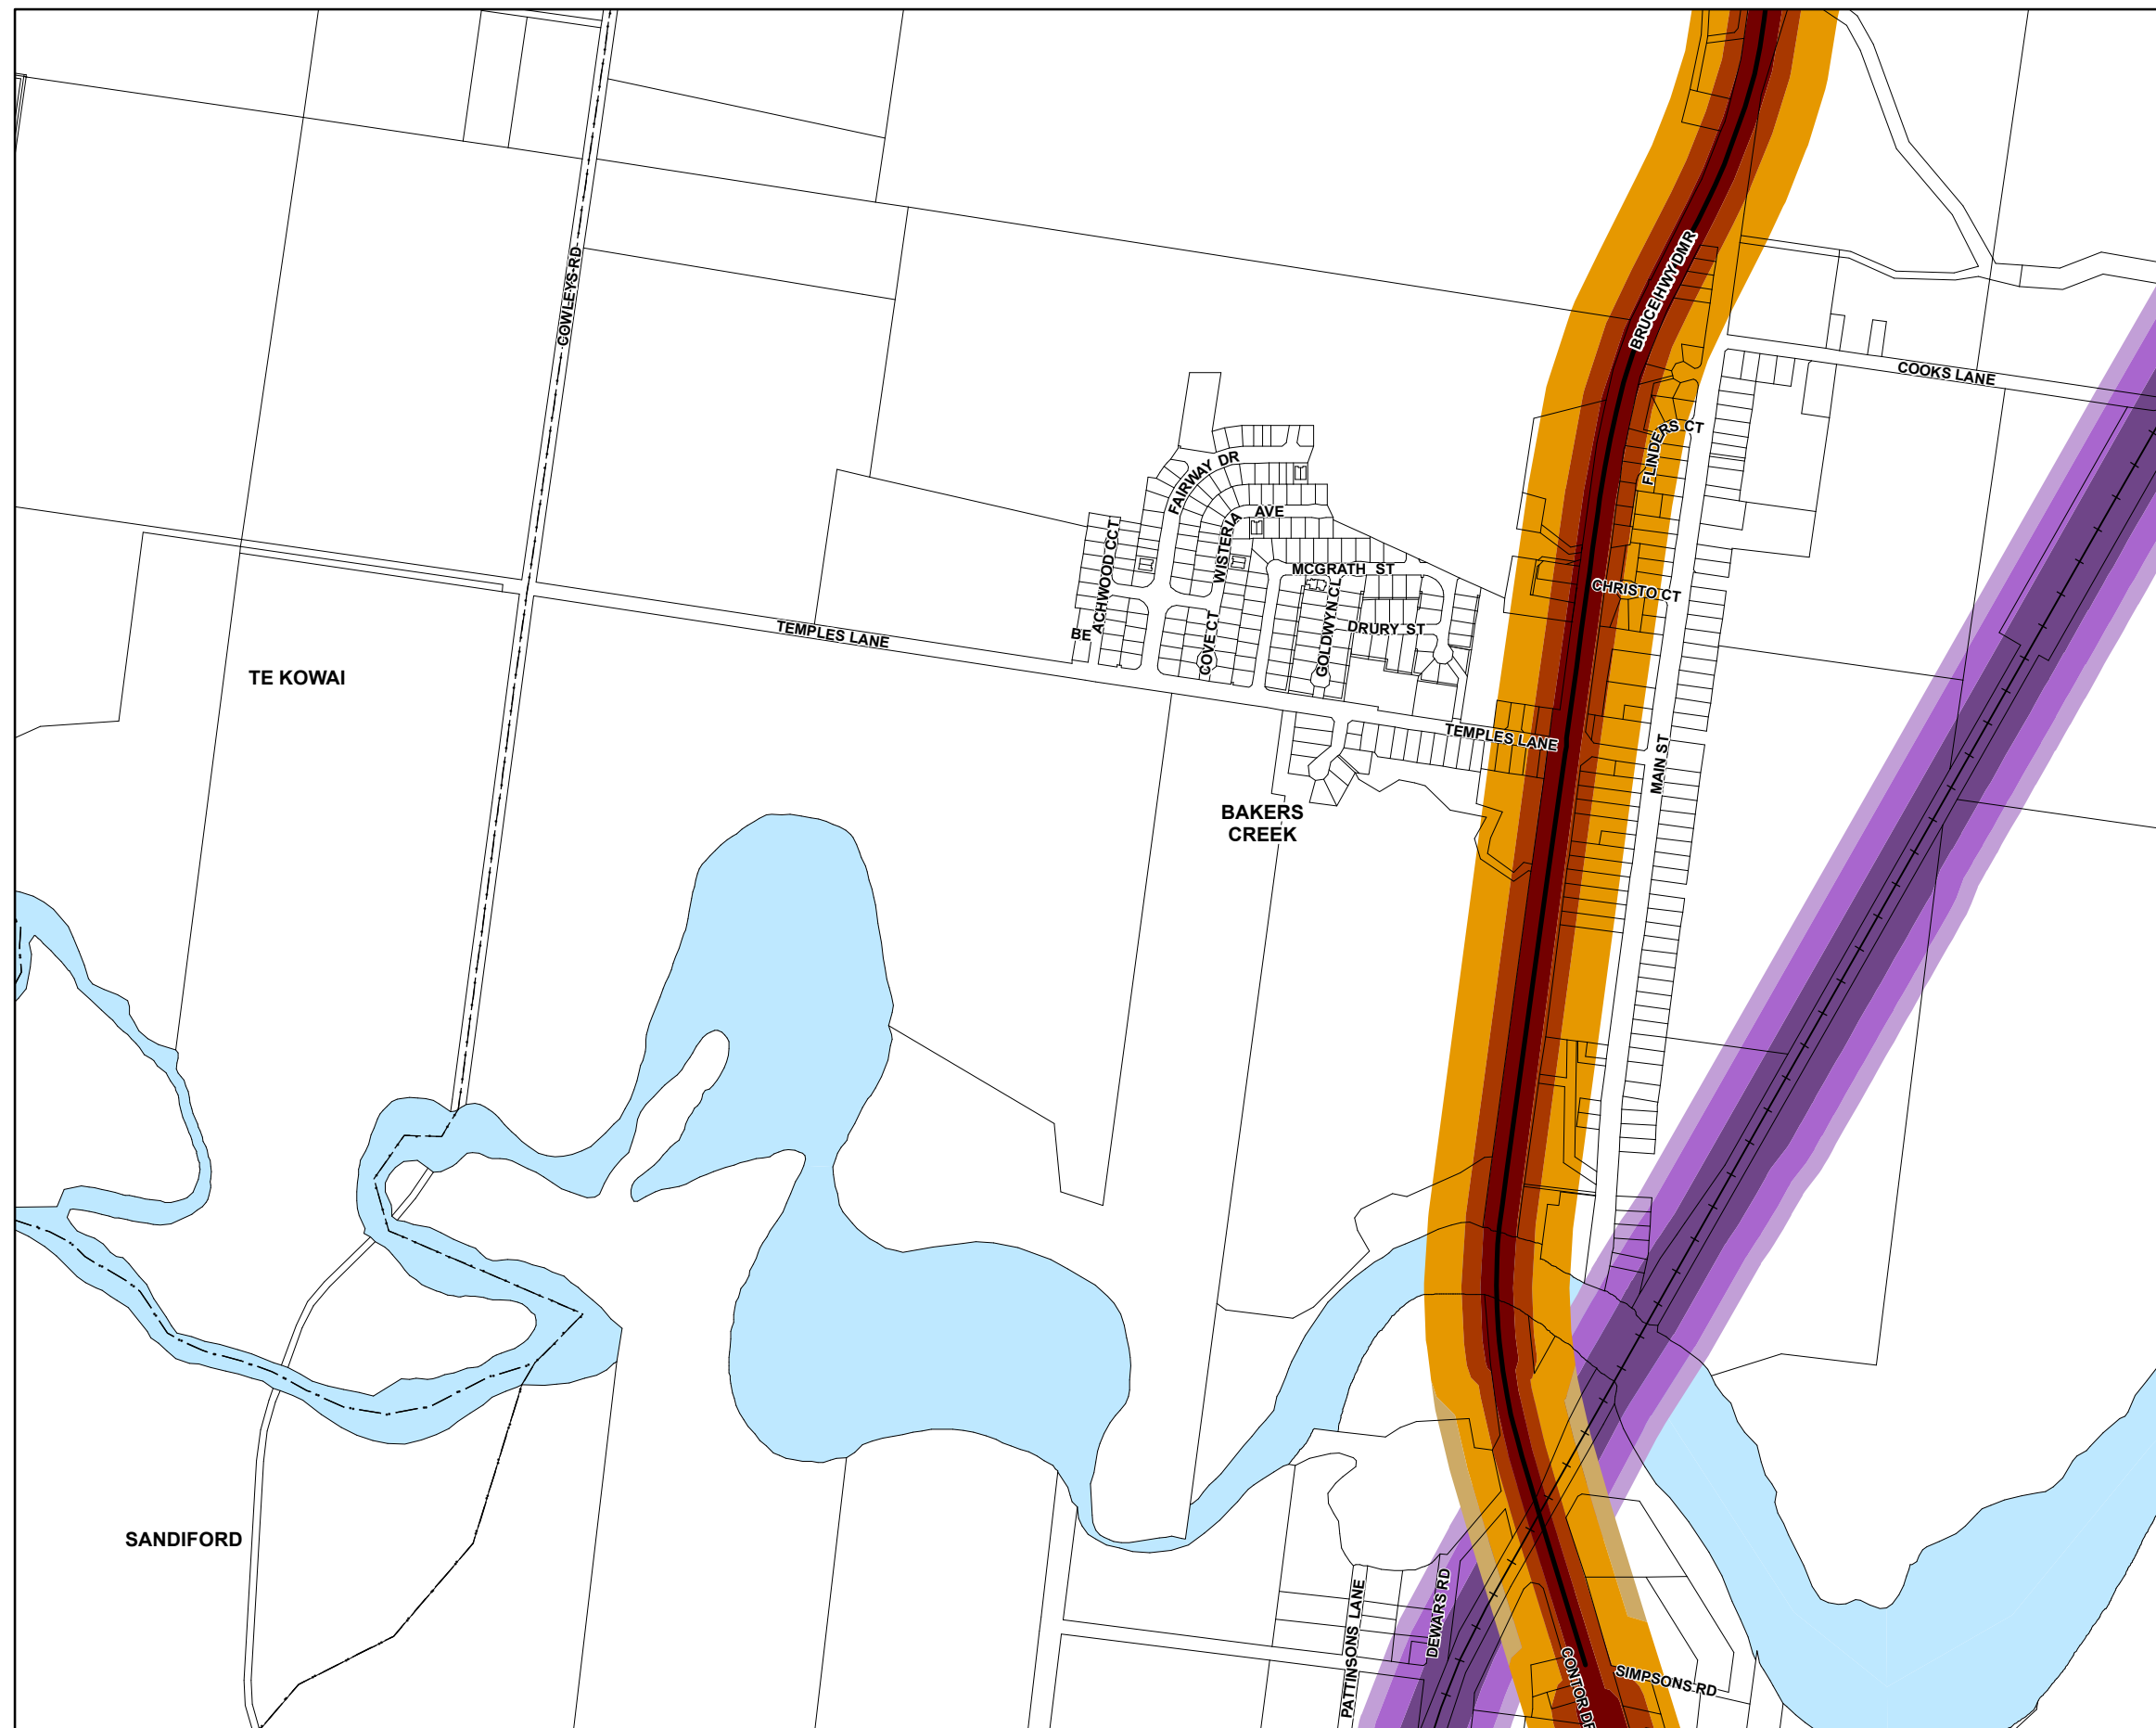 BRUCE HWY DMR
COWLEYS RD
COOKS LANE
FLINDERS CT
FAIRWAY DR
AVE
WISTERIA
ACHWOOD CCT
MCGRATH ST
CHRISTO CT
GOLDWYN CL
DRURY ST
BE
COVE CT
TEMPLES LANE
TE KOWAI
TEMPLES LANE
MAIN ST
BAKERS
CREEK
SANDIFORD
DEWARS RD
PATTINSONS LANE
CONTOR DR
SIMPSONS RD